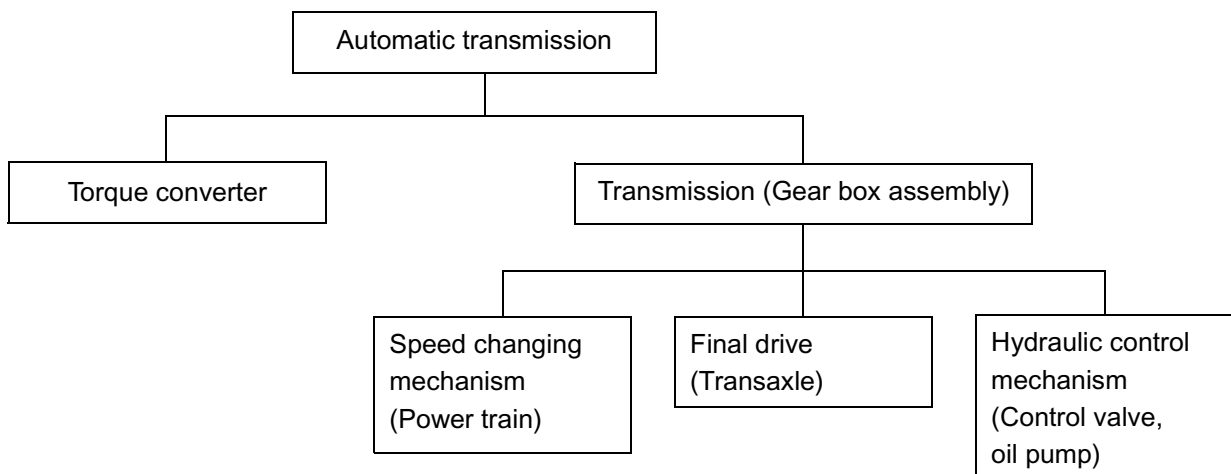 Automatic transmission
Torque converter
Transmission (Gear box assembly)
Speed changing
mechanism
(Power train)
Final drive
(Transaxle)
Hydraulic control
mechanism
(Control valve,
oil pump)